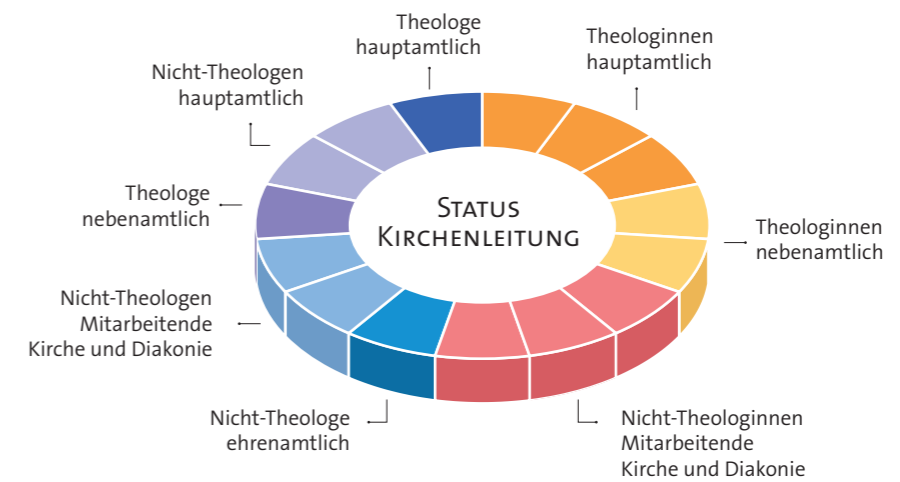 Theologe
hauptamtlich
Theologinnen
hauptamtlich
Nicht-Theologen
hauptamtlich
Theologe
nebenamtlich
Status
Kirchenleitung
Theologinnen
nebenamtlich
Nicht-Theologen
Mitarbeitende
Kirche und Diakonie
Nicht-Theologe
ehrenamtlich
Nicht-Theologinnen
Mitarbeitende
Kirche und Diakonie